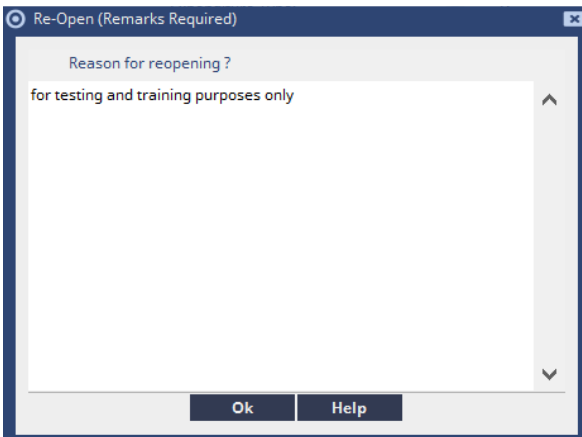 Re-Open (Remarks Required)
Reason for reopening ?
for testing and training purposes only
Ok Help